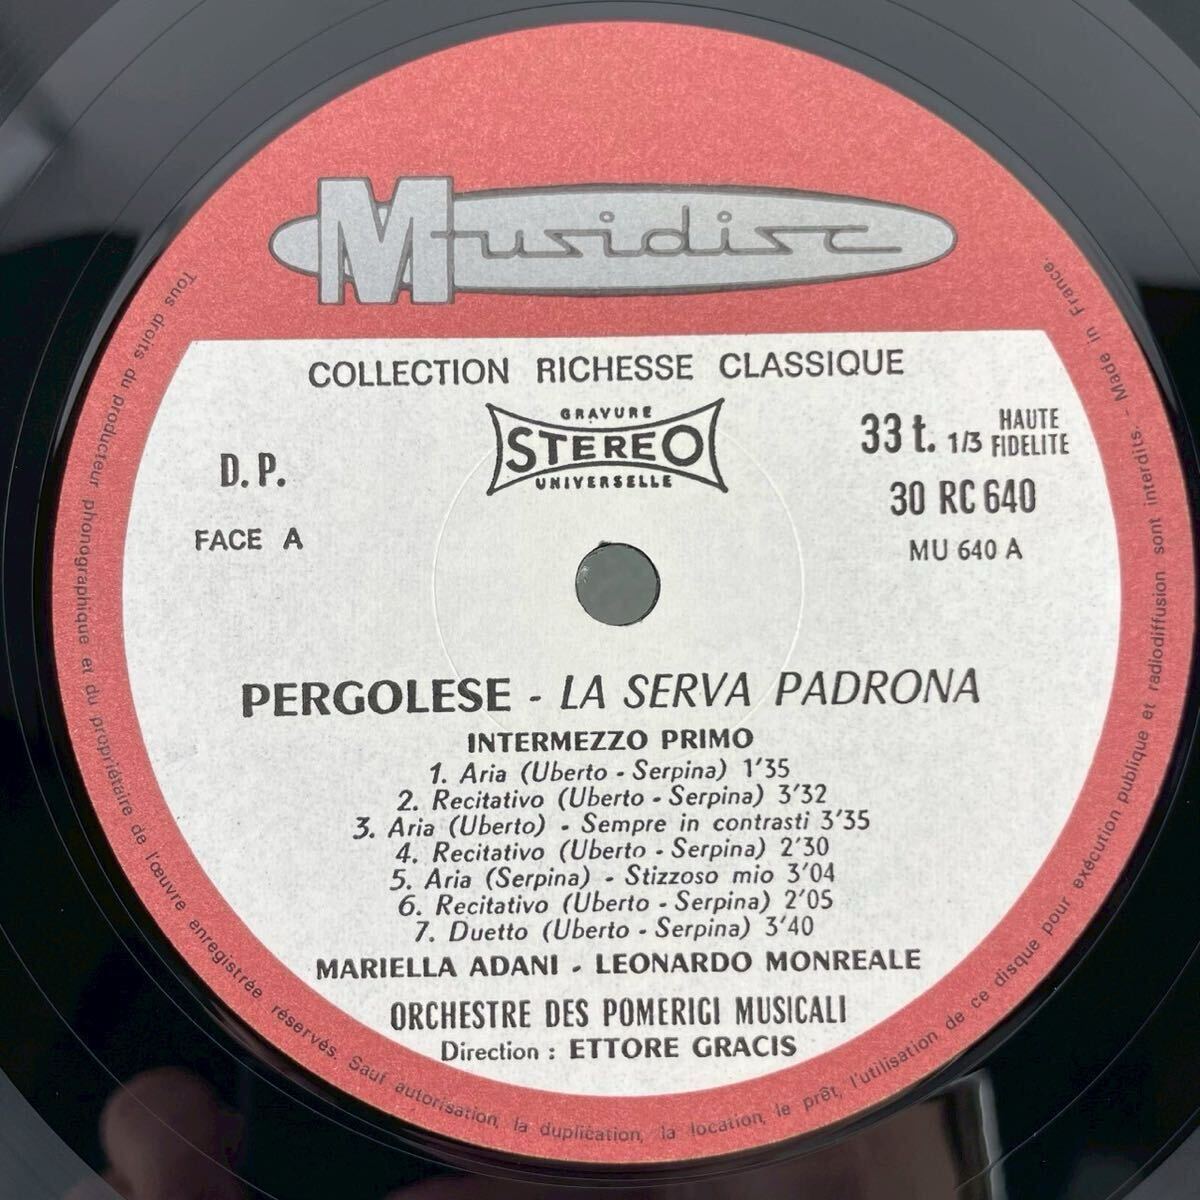 Musidisc
COLLECTION RICHESSE CLASSIQUE
GRAVURE
STEREO
UNIVERSELLE
D.P.
FACE A
33 t. 1/3 HAUTE FIDELITE
30 RC 640
MU 640 A
PERGOLESE - LA SERVA PADRONA
INTERMEZZO PRIMO
1. Aria (Uberto - Serpina) 1'35
2. Recitativo (Uberto - Serpina) 3'32
3. Aria (Uberto) - Sempre in contrasti 3'35
4. Recitativo (Uberto - Serpina) 2'30
5. Aria (Serpina) - Stizzoso mio 3'04
6. Recitativo (Uberto - Serpina) 2'05
7. Duetto (Uberto - Serpina) 3'40
MARIELLA ADANI - LEONARDO MONREALE
ORCHESTRE DES POMERIGI MUSICALI
Direction : ETTORE GRACIS
Tous droits du producteur phonographique et du propriétaire de l'œuvre enregistrée réservés. Sauf autorisation, la duplication, la location, le prêt, l'utilisation de ce disque pour exécution publique et radiodiffusion sont interdits. - Made in France.